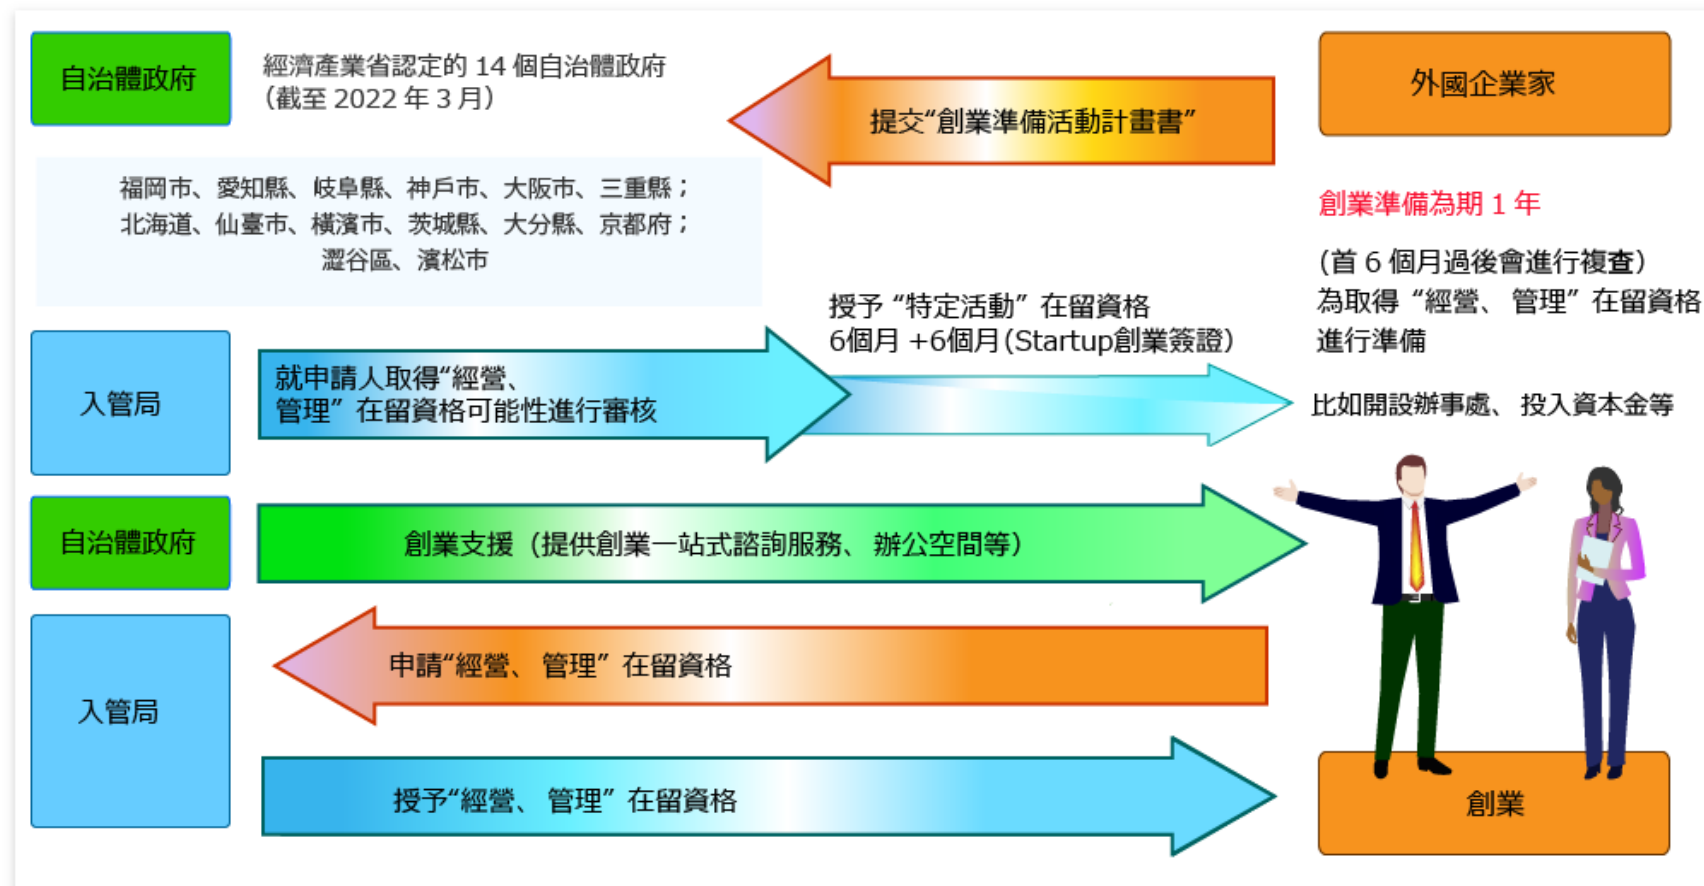 自治體政府
經濟產業省認定的 14 個自治體政府
（截至 2022 年 3 月）
提交“創業準備活動計畫書”
外國企業家
福岡市、愛知縣、岐阜縣、神戶市、大阪市、三重縣；
北海道、仙臺市、橫濱市、茨城縣、大分縣、京都府；
澀谷區、濱松市
創業準備為期 1 年
(首 6 個月過後會進行複查）
為取得“經營、 管理”在留資格
進行準備
比如開設辦事處、 投入資本金等
入管局
就申請人取得“經營、
管理” 在留資格可能性進行審核
授予 “特定活動” 在留資格
6個月 +6個月(Startup創業簽證）
自治體政府
創業支援（提供創業一站式諮詢服務、 辦公空間等）
入管局
申請“經營、 管理” 在留資格
授予“經營、 管理” 在留資格
創業